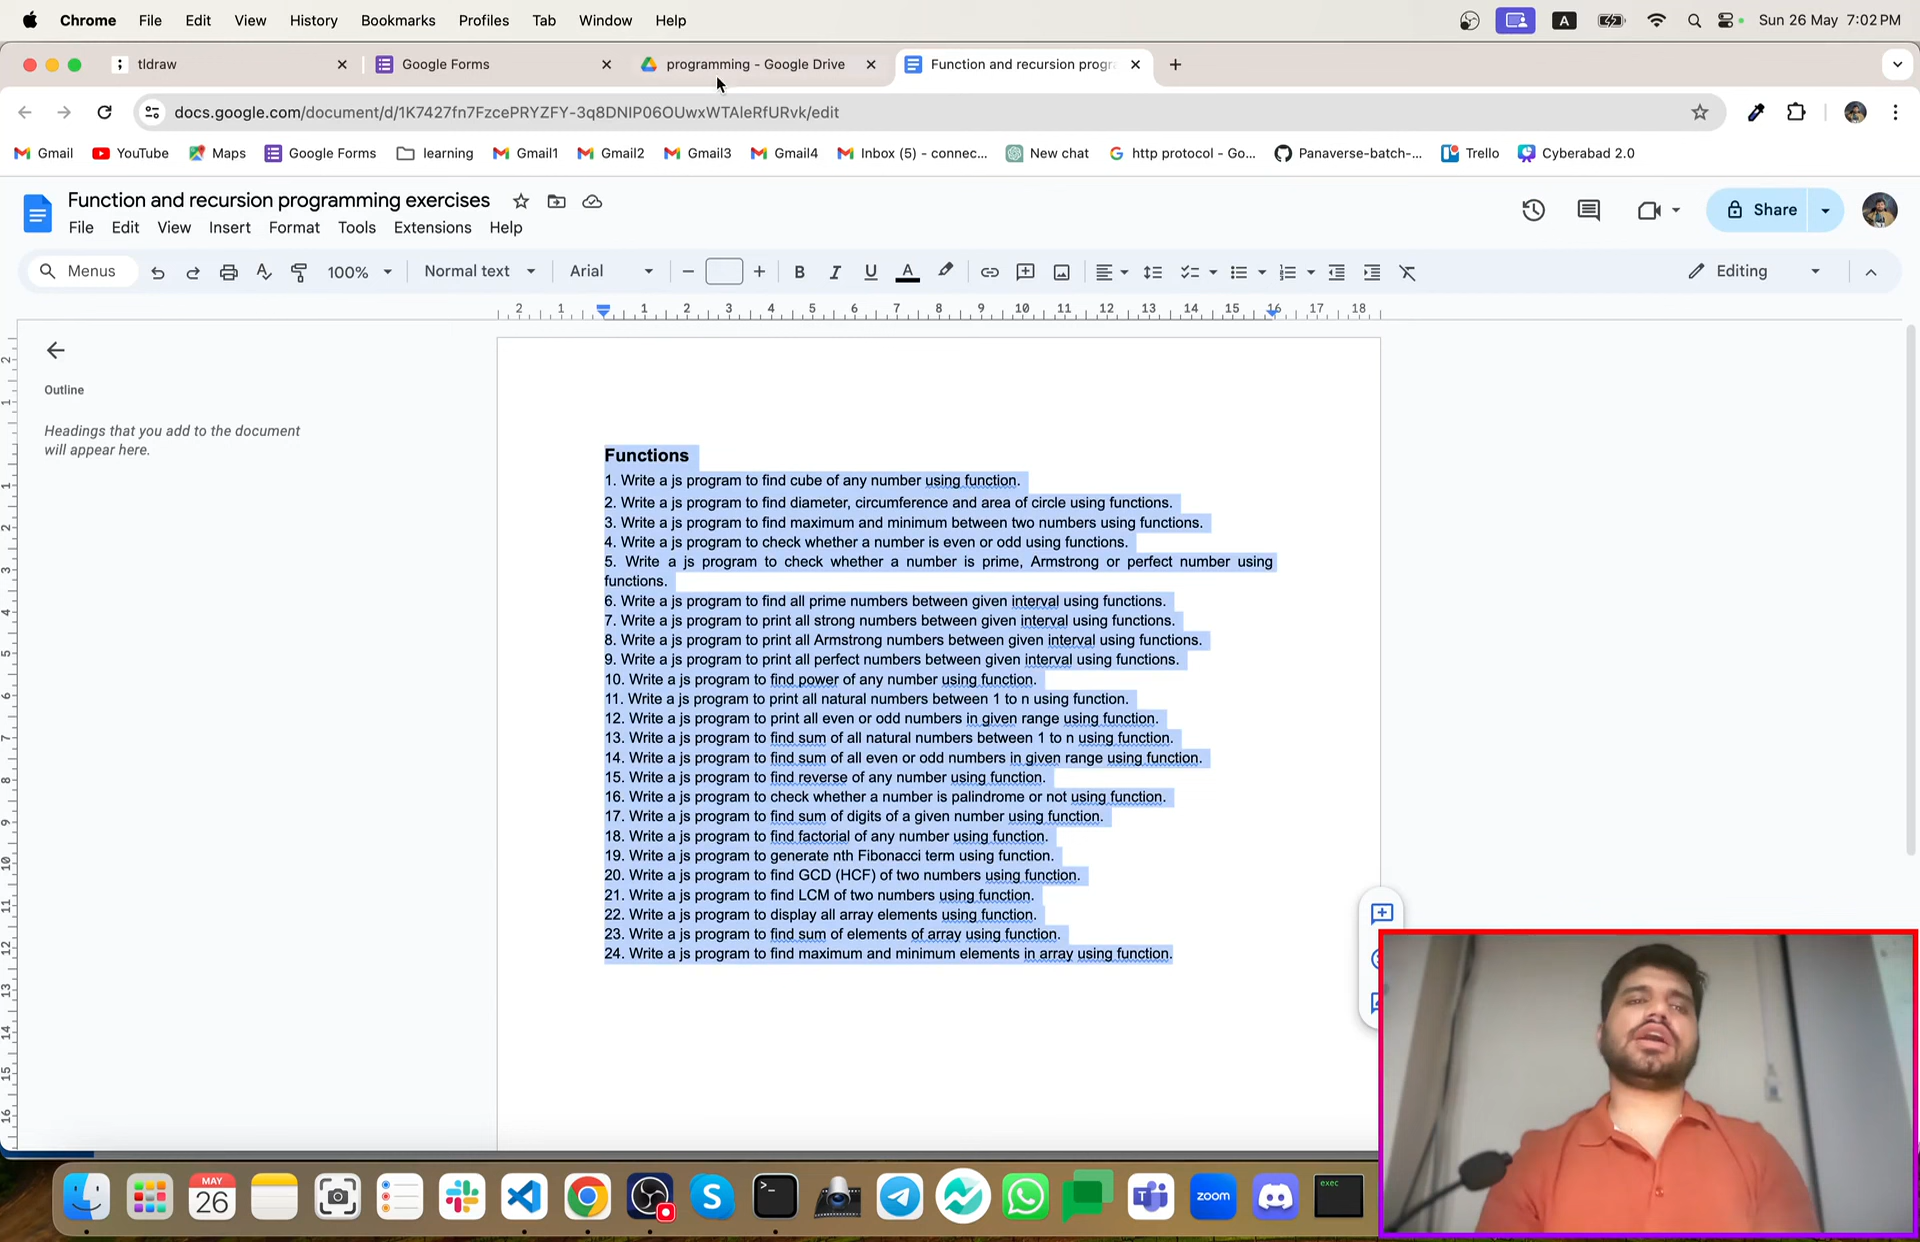 Chrome File Edit View History Bookmarks Profiles Tab Window Help A Sun 26 May 7:02 PM
tldraw Google Forms programming - Google Drive Function and recursion progr
docs.google.com/document/d/1K7427fn7FzcePRYZFY-3q8DNIP06OUwxWTAleRfURvk/edit
Gmail YouTube Maps Google Forms learning Gmail1 Gmail2 Gmail3 Gmail4 Inbox (5) - connec... New chat http protocol - Go... Panaverse-batch-... Trello Cyberabad 2.0
Function and recursion programming exercises
Share
File Edit View Insert Format Tools Extensions Help
Menus 100% Normal text Arial B I U A Editing
2 1 1 2 3 4 5 6 7 8 9 10 11 12 13 14 15 16 17 18
Outline
Headings that you add to the document
will appear here.
Functions
1. Write a js program to find cube of any number using function.
2. Write a js program to find diameter, circumference and area of circle using functions.
3. Write a js program to find maximum and minimum between two numbers using functions.
4. Write a js program to check whether a number is even or odd using functions.
5. Write a js program to check whether a number is prime, Armstrong or perfect number using
functions.
6. Write a js program to find all prime numbers between given interval using functions.
7. Write a js program to print all strong numbers between given interval using functions.
8. Write a js program to print all Armstrong numbers between given interval using functions.
9. Write a js program to print all perfect numbers between given interval using functions.
10. Write a js program to find power of any number using function.
11. Write a js program to print all natural numbers between 1 to n using function.
12. Write a js program to print all even or odd numbers in given range using function.
13. Write a js program to find sum of all natural numbers between 1 to n using function.
14. Write a js program to find sum of all even or odd numbers in given range using function.
15. Write a js program to find reverse of any number using function.
16. Write a js program to check whether a number is palindrome or not using function.
17. Write a js program to find sum of digits of a given number using function.
18. Write a js program to find factorial of any number using function.
19. Write a js program to generate nth Fibonacci term using function.
20. Write a js program to find GCD (HCF) of two numbers using function.
21. Write a js program to find LCM of two numbers using function.
22. Write a js program to display all array elements using function.
23. Write a js program to find sum of elements of array using function.
24. Write a js program to find maximum and minimum elements in array using function.
MAY
26
S
zoom
exec